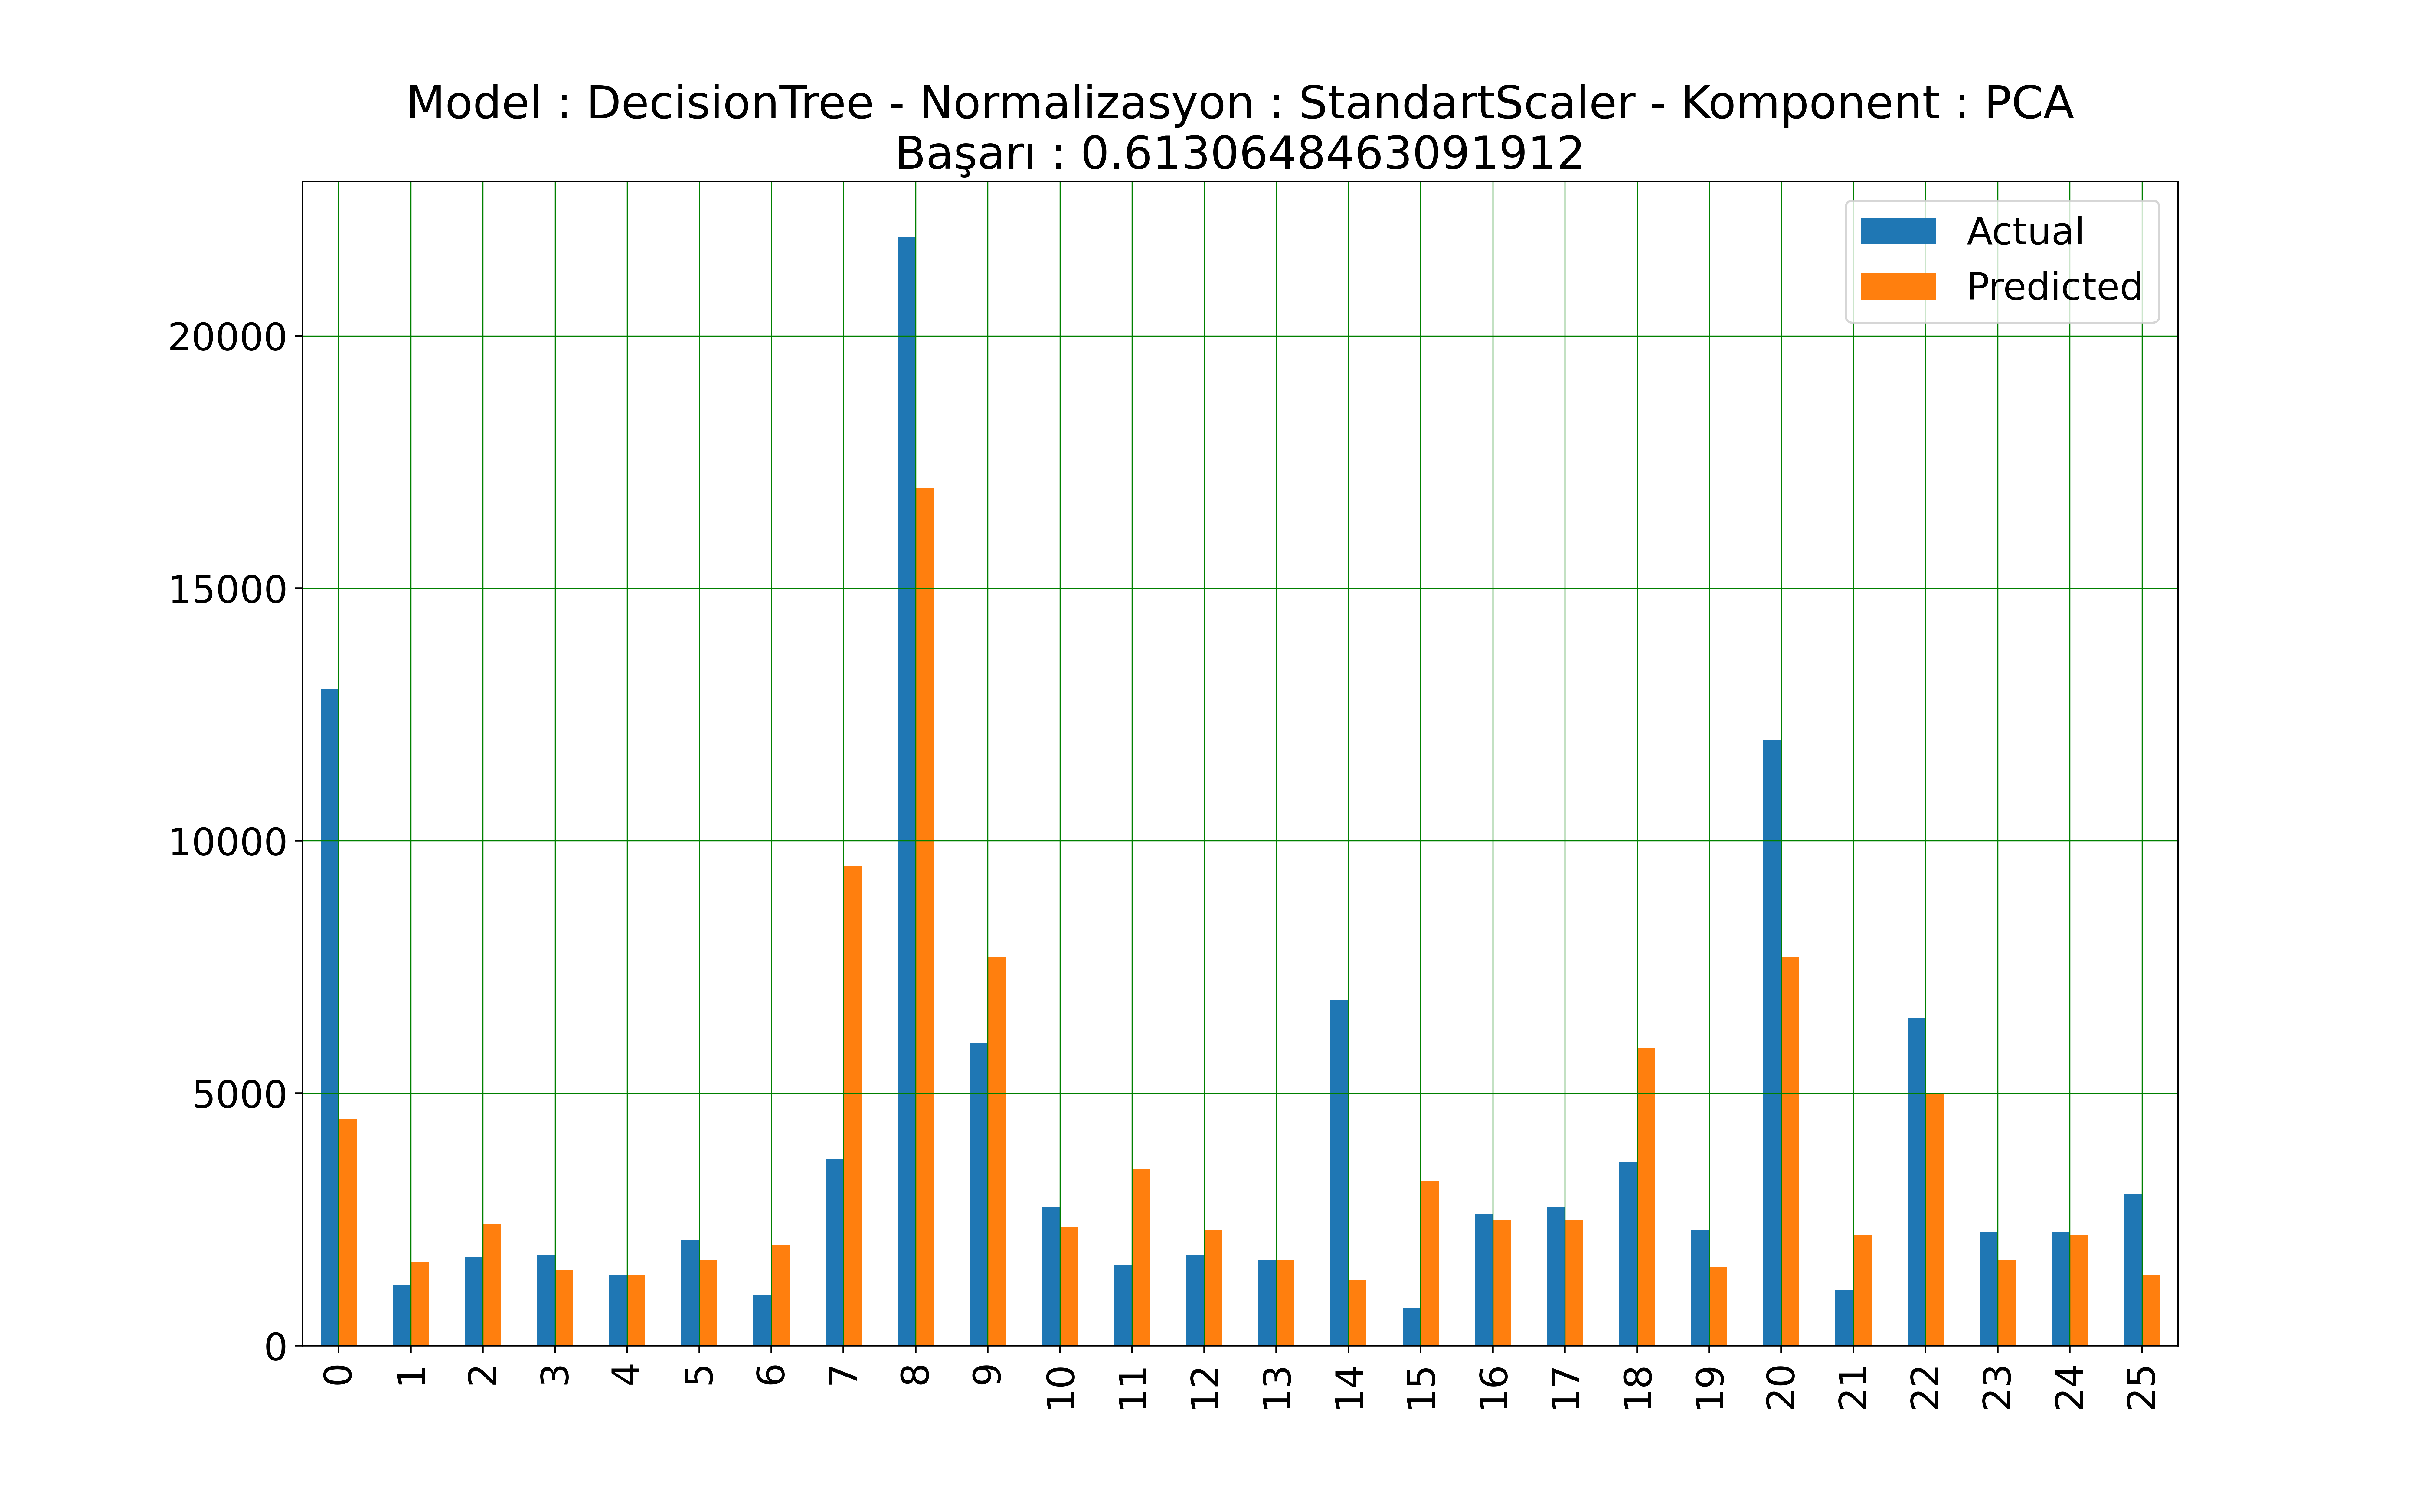 Model : DecisionTree - Normalizasyon : StandartScaler - Komponent : PCA
Başarı : 0.6130648463091912
Actual
Predicted
20000
15000
10000
5000
0
0 1 2 3 4 5 6 7 8 9 10 11 12 13 14 15 16 17 18 19 20 21 22 23 24 25